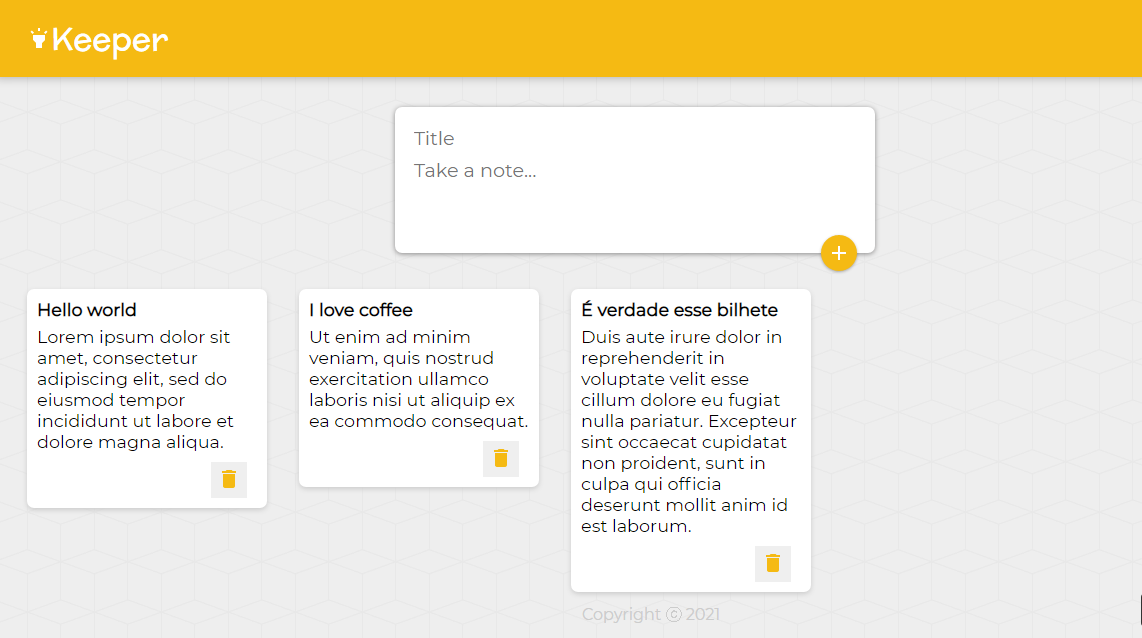 Keeper
Title
Take a note...
Hello world
Lorem ipsum dolor sit
amet, consectetur
adipiscing elit, sed do
eiusmod tempor
incididunt ut labore et
dolore magna aliqua.
I love coffee
Ut enim ad minim
veniam, quis nostrud
exercitation ullamco
laboris nisi ut aliquip ex
ea commodo consequat.
É verdade esse bilhete
Duis aute irure dolor in
reprehenderit in
voluptate velit esse
cillum dolore eu fugiat
nulla pariatur. Excepteur
sint occaecat cupidatat
non proident, sunt in
culpa qui officia
deserunt mollit anim id
est laborum.
Copyright ⓒ 2021